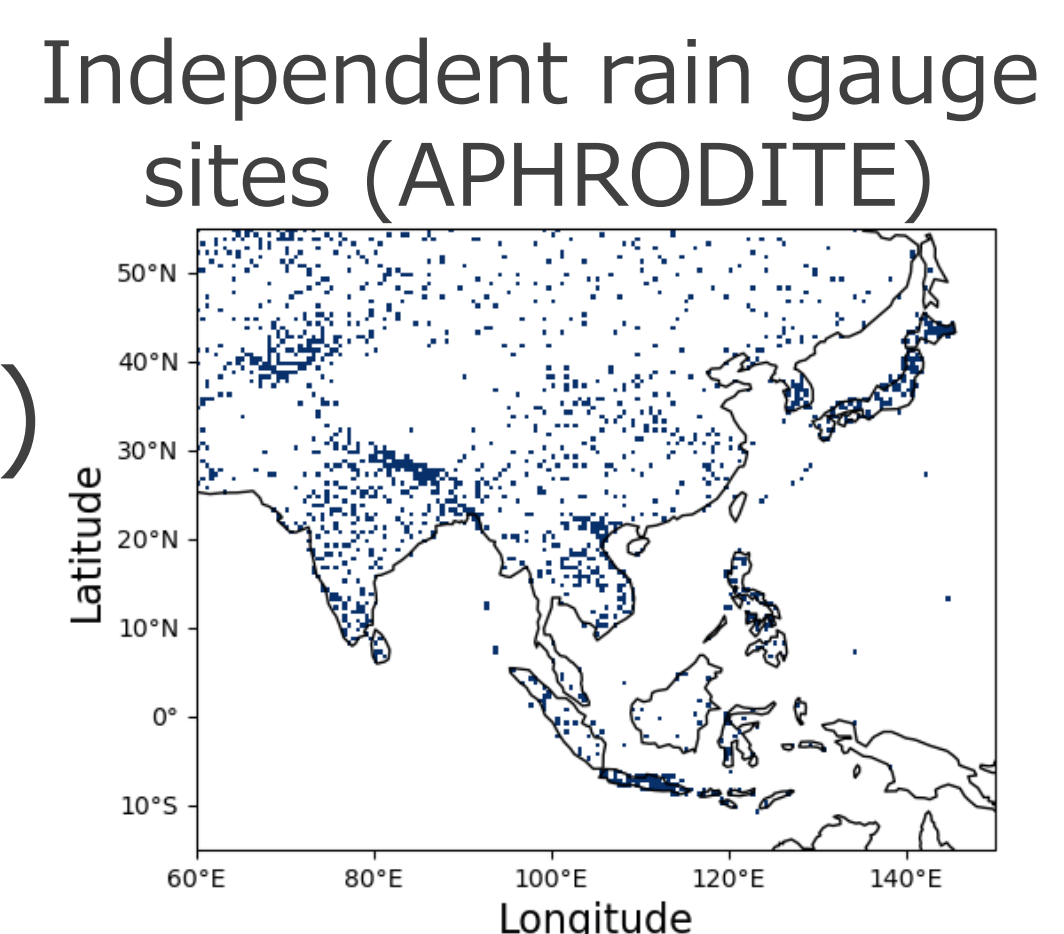 Independent rain gauge
sites (APHRODITE)
)
50°N
40°N
30°N
20°N
10°N
0°
10°S
Latitude
60°E 80°E 100°E 120°E 140°E
Longitude